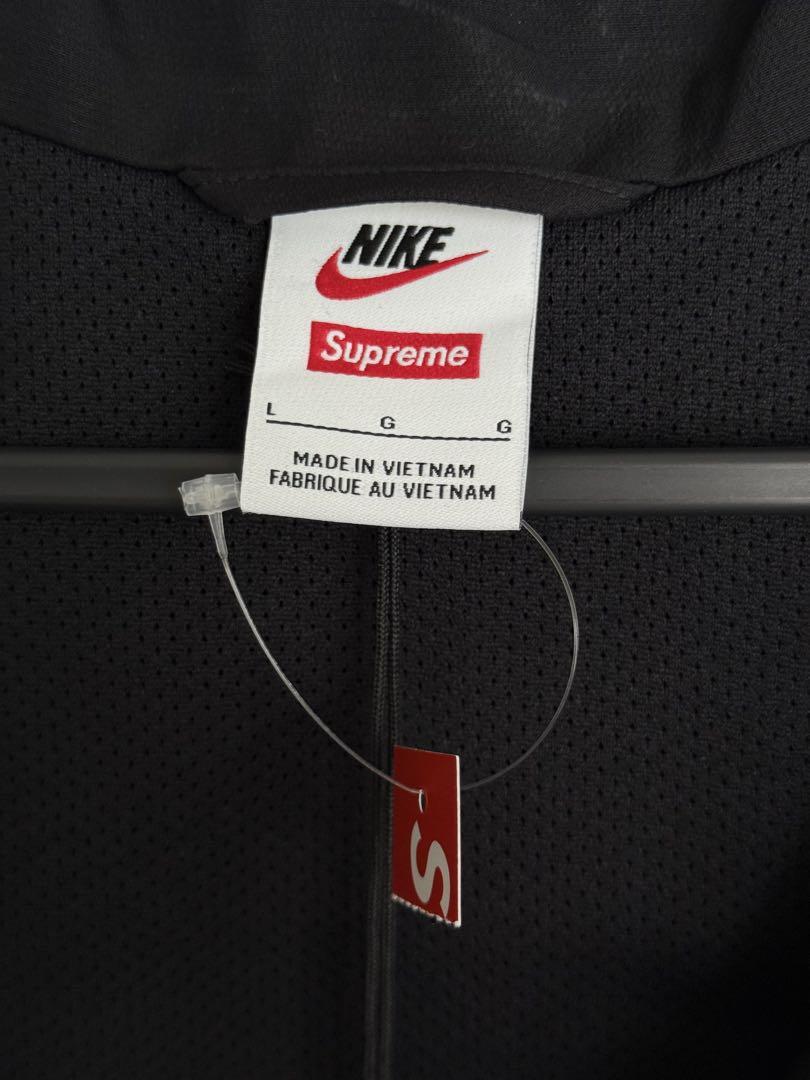 NIKE
Supreme
L G G
MADE IN VIETNAM
FABRIQUE AU VIETNAM
S